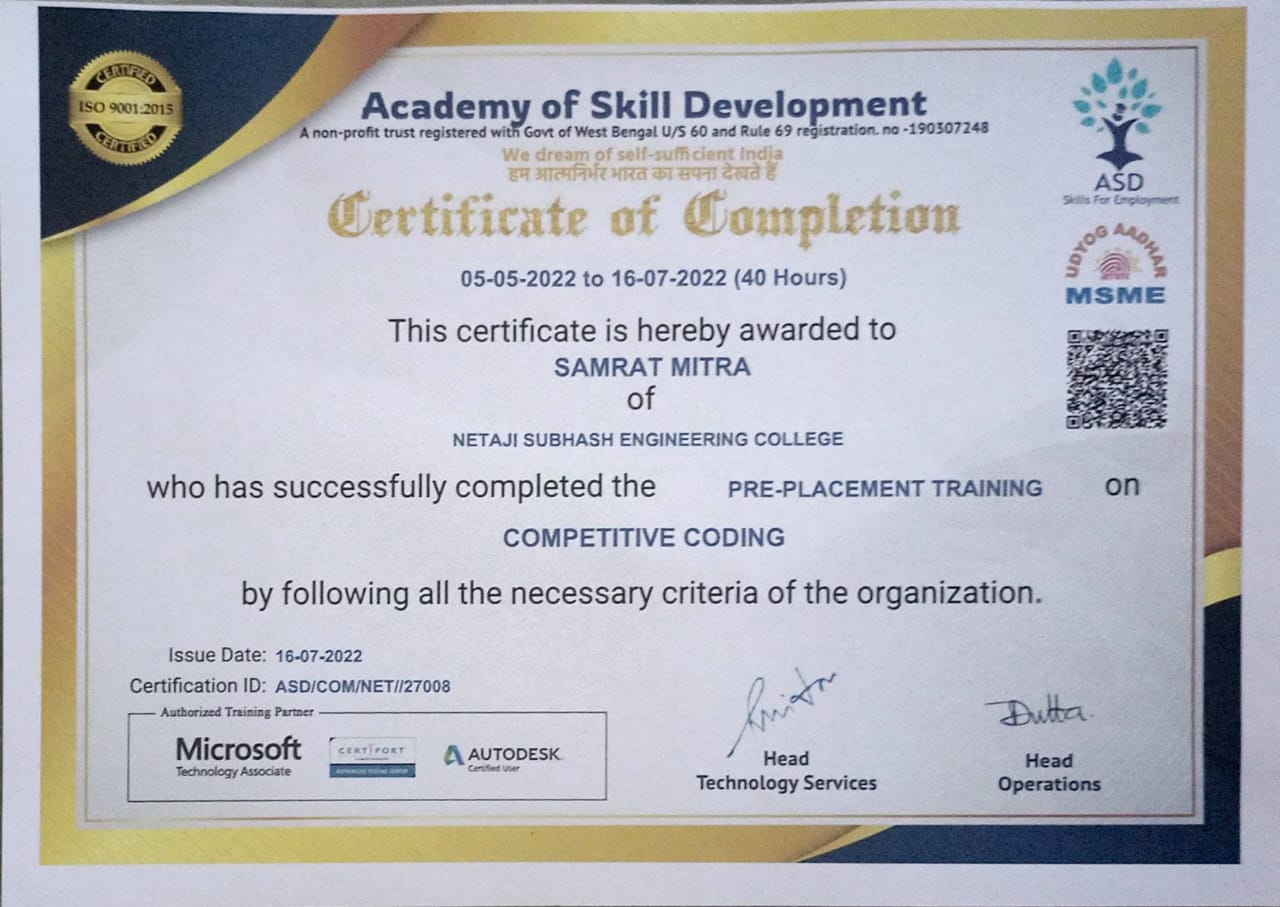 CERTIFIED
ISO 9001:2015
CERTIFIED
Academy of Skill Development
A non-profit trust registered with Govt of West Bengal U/S 60 and Rule 69 registration. no -190307248
We dream of self-sufficient India
हम आत्मनिर्भर भारत का सपना देखते हैं
ASD
Skills For Employment
Certificate of Completion
UDYOG AADHAR
MSME
05-05-2022 to 16-07-2022 (40 Hours)
This certificate is hereby awarded to
SAMRAT MITRA
of
NETAJI SUBHASH ENGINEERING COLLEGE
who has successfully completed the PRE-PLACEMENT TRAINING on
COMPETITIVE CODING
by following all the necessary criteria of the organization.
Issue Date: 16-07-2022
Certification ID: ASD/COM/NET//27008
Authorized Training Partner
Microsoft
Technology Associate
CERTIPORT
AUTHORIZED TESTING CENTER
AUTODESK
Certified User
Head
Technology Services
Dutta.
Head
Operations